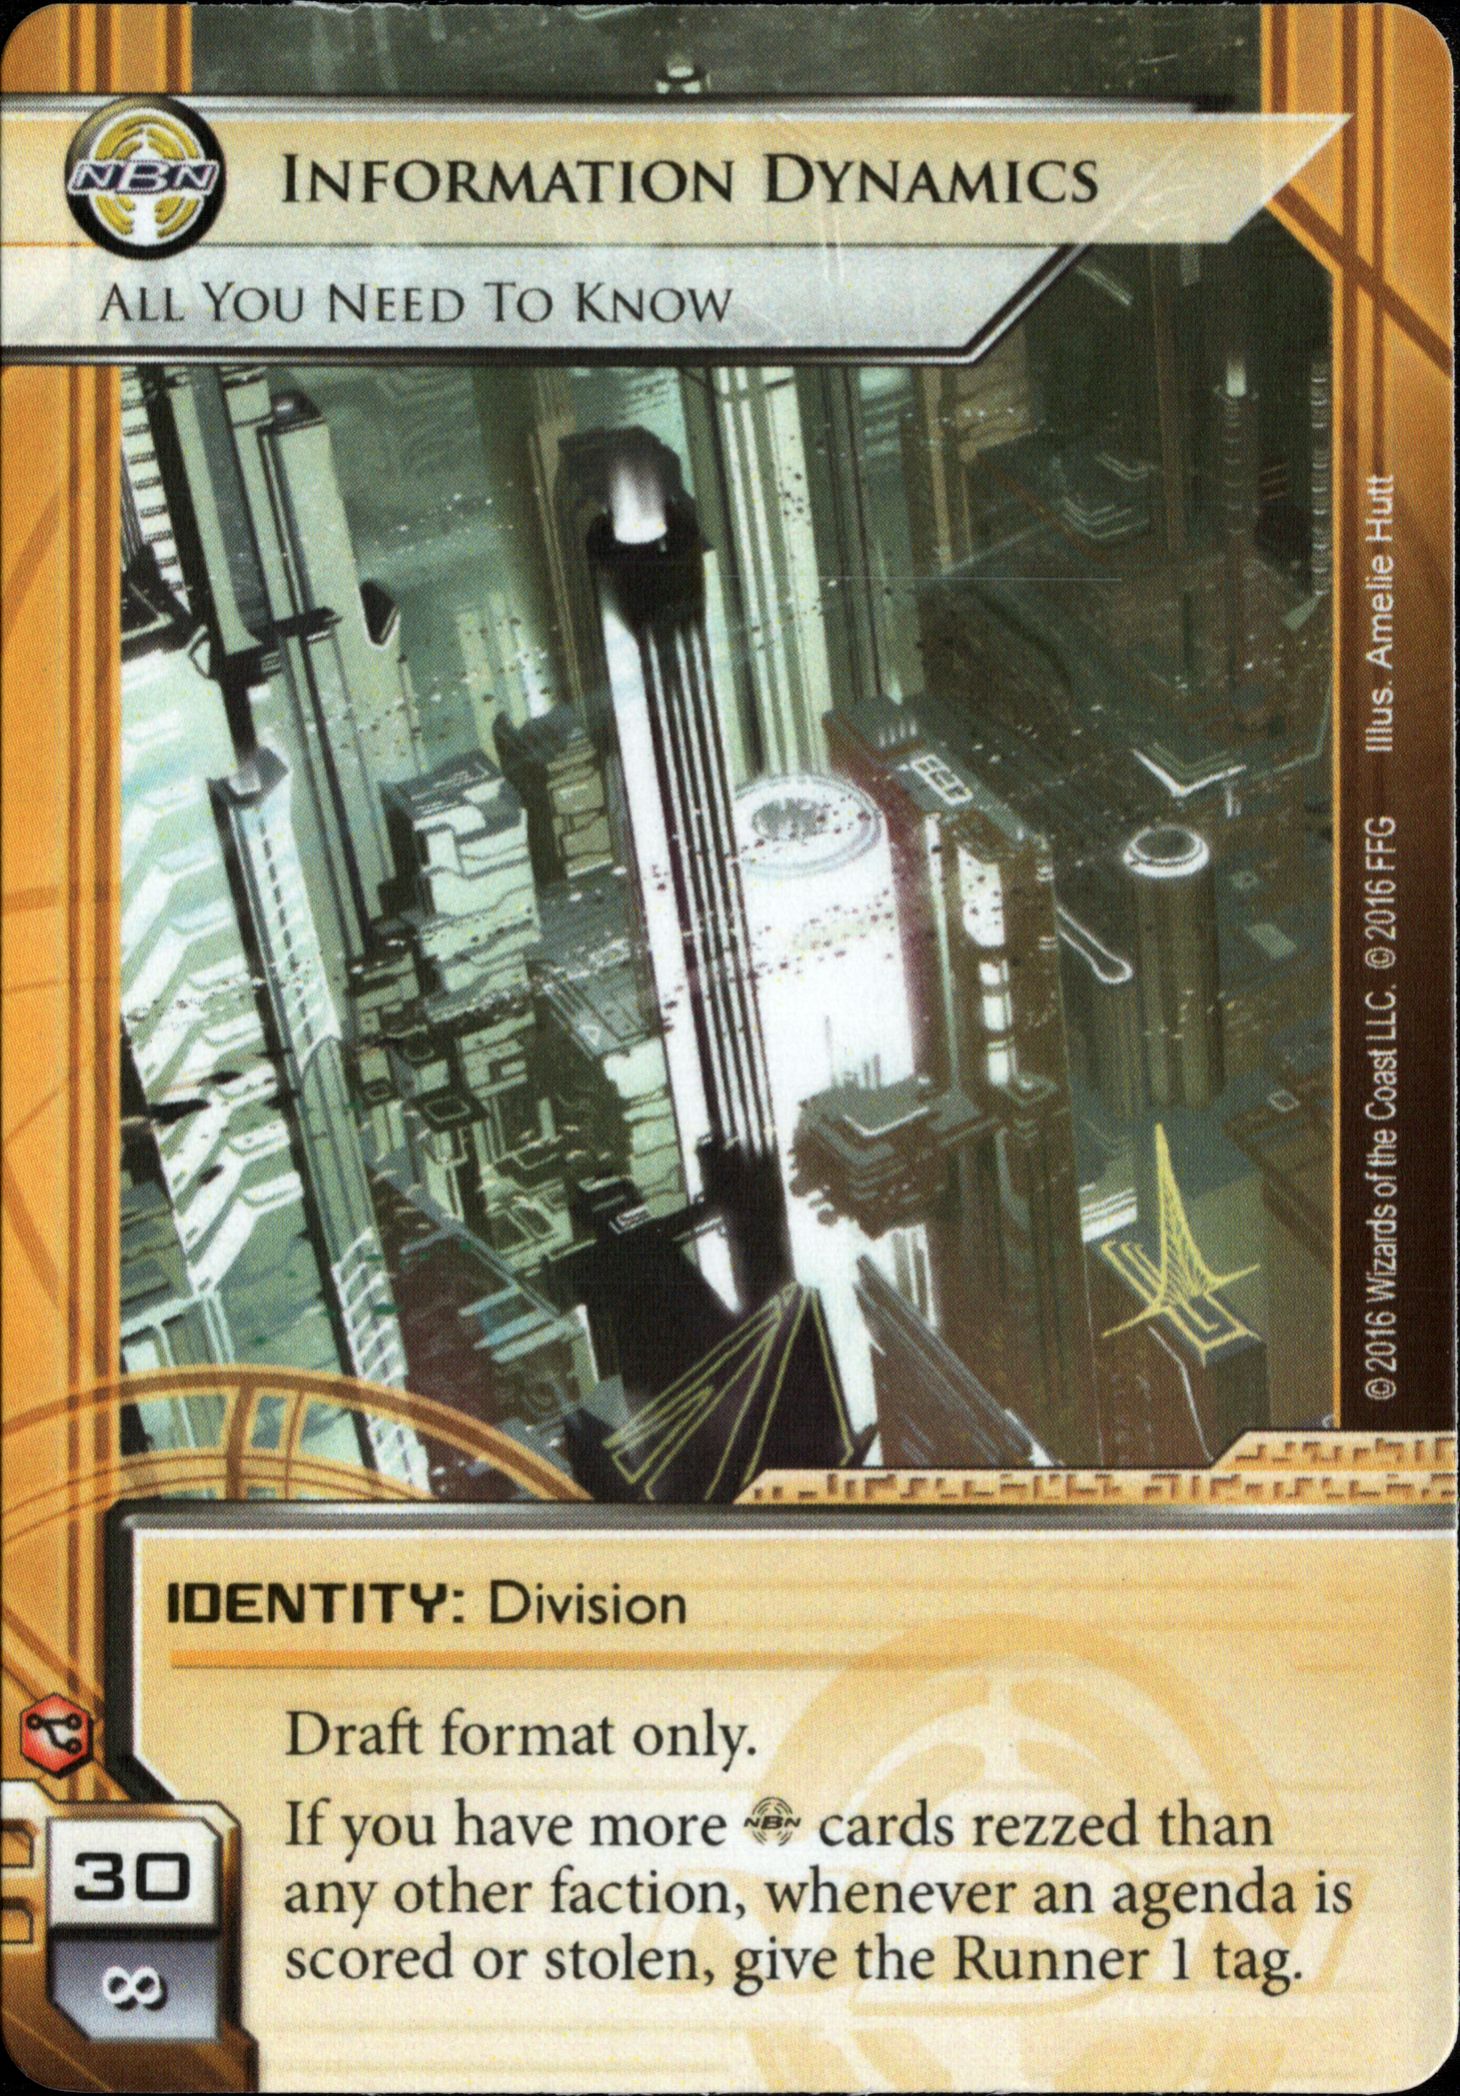 NBN
INFORMATION DYNAMICS
ALL YOU NEED TO KNOW
Illus. Amelie Hutt
© 2016 Wizards of the Coast LLC. © 2016 FFG
IDENTITY: Division
Draft format only.
If you have more NBN cards rezzed than
any other faction, whenever an agenda is
scored or stolen, give the Runner 1 tag.
30
∞